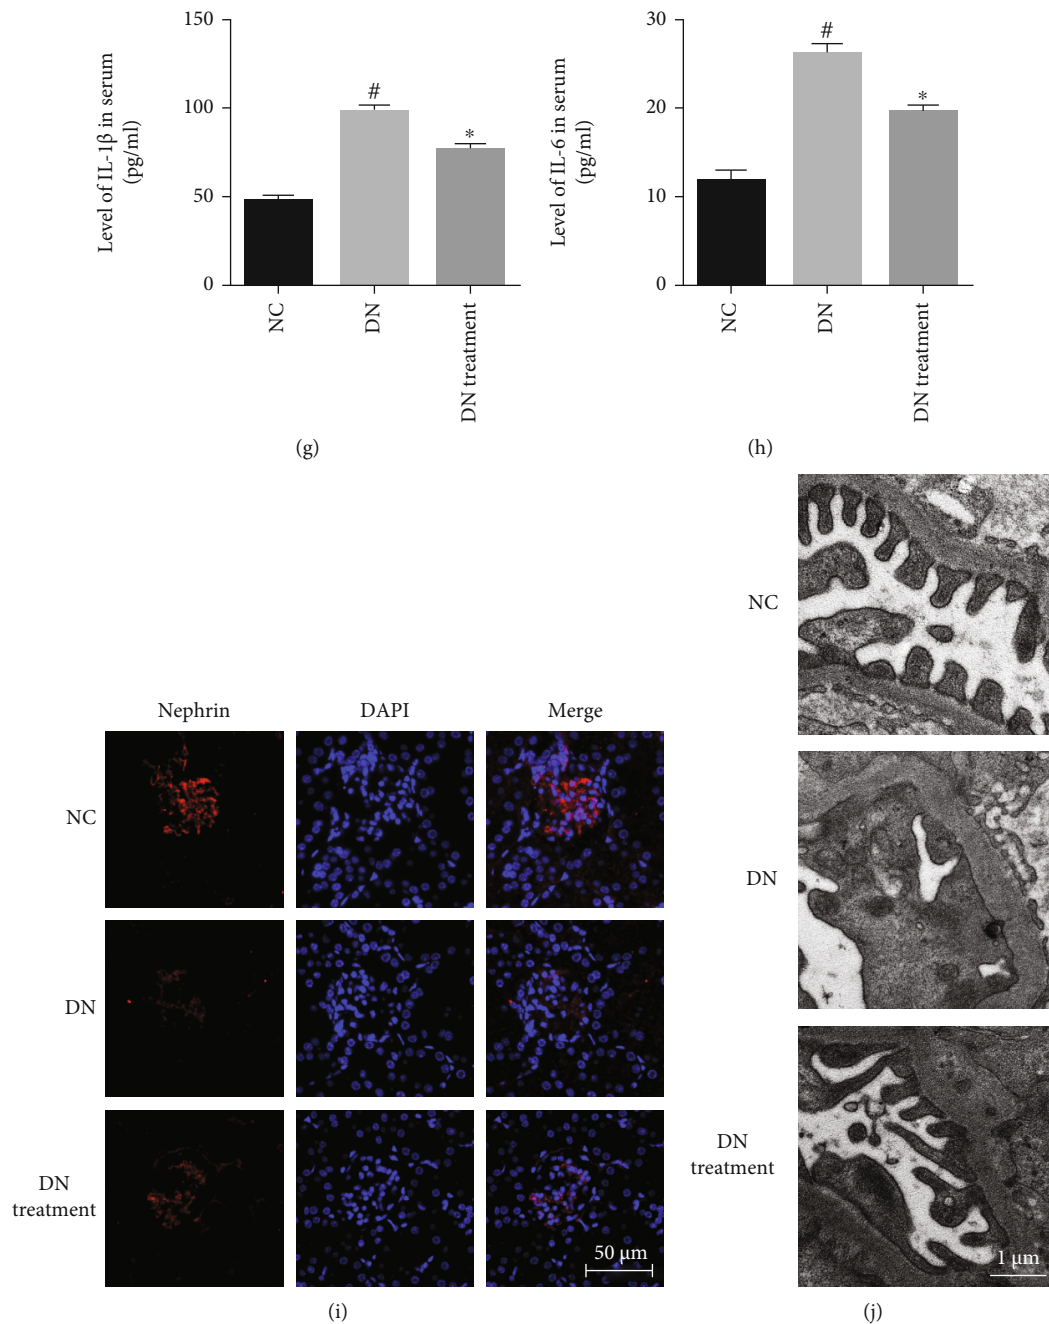 Level of IL-1β in serum
(pg/ml)
150
100
50
0
#
*
NC
DN
DN treatment
(g)
Level of IL-6 in serum
(pg/ml)
30
20
10
0
#
*
NC
DN
DN treatment
(h)
Nephrin
DAPI
Merge
NC
DN
DN
treatment
50 μm
(i)
NC
DN
DN
treatment
1 μm
(j)